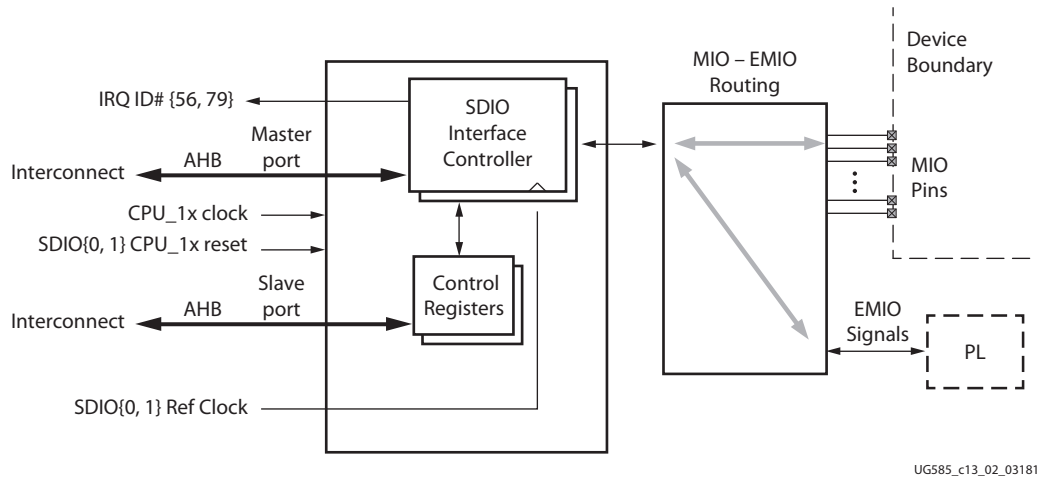 Device
Boundary
MIO – EMIO
Routing
IRQ ID# {56, 79}
SDIO
Interface
Controller
Master
port
Interconnect
AHB
MIO
Pins
CPU_1x clock
SDIO{0, 1} CPU_1x reset
Control
Registers
Slave
port
Interconnect
AHB
EMIO
Signals
PL
SDIO{0, 1} Ref Clock
UG585_c13_02_03181